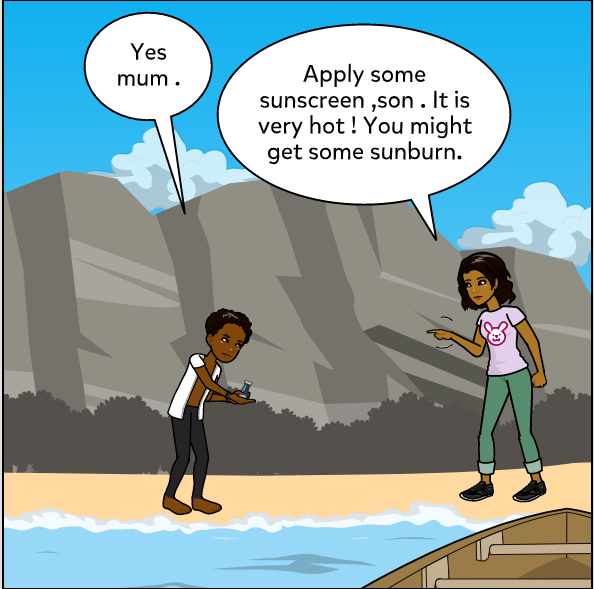 Yes
mum .
Apply some
sunscreen ,son . It is
very hot ! You might
get some sunburn.